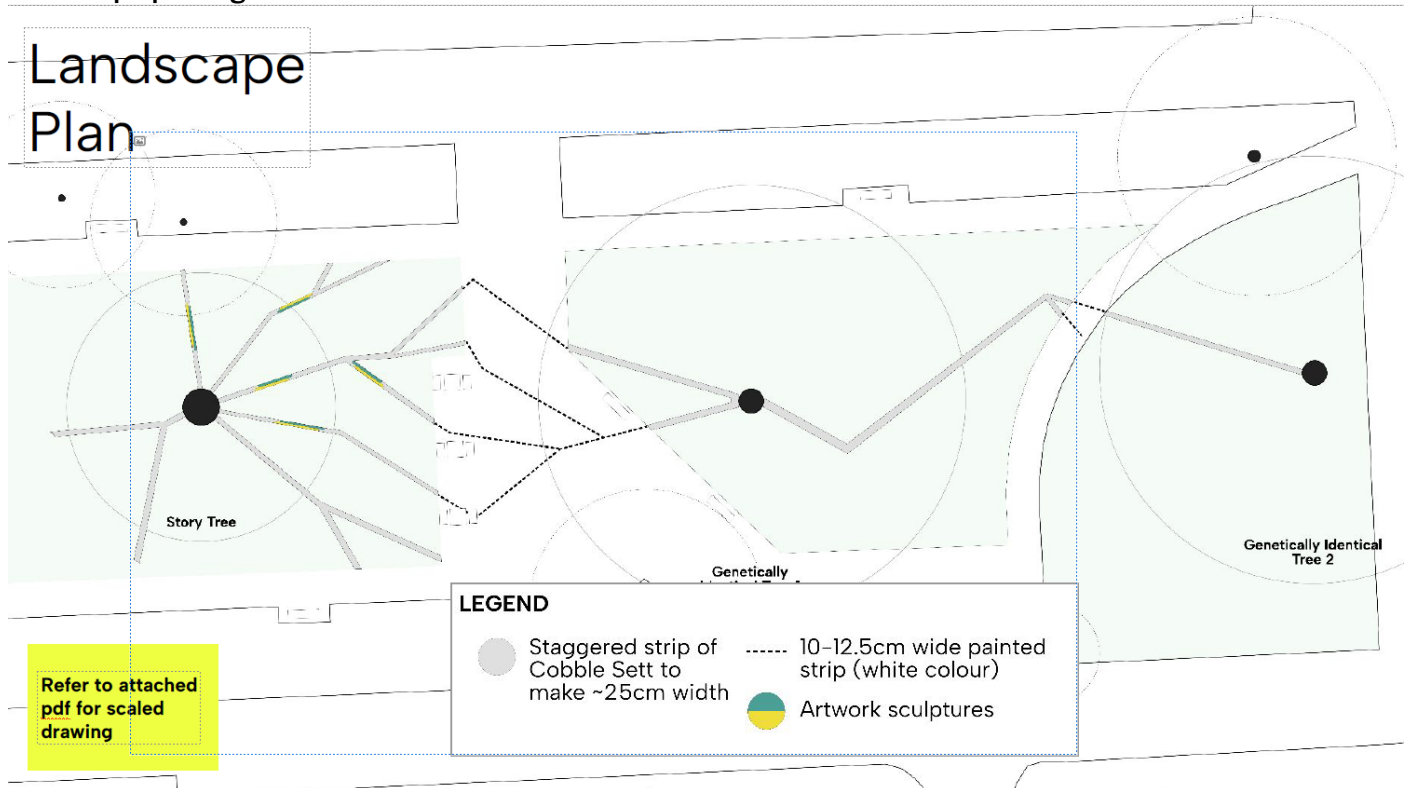 Landscape
Plan
Story Tree
Genetically
Genetically Identical
Tree 2
LEGEND
Staggered strip of
Cobble Sett to
make ~25cm width
10-12.5cm wide painted
strip (white colour)
Artwork sculptures
Refer to attached
pdf for scaled
drawing